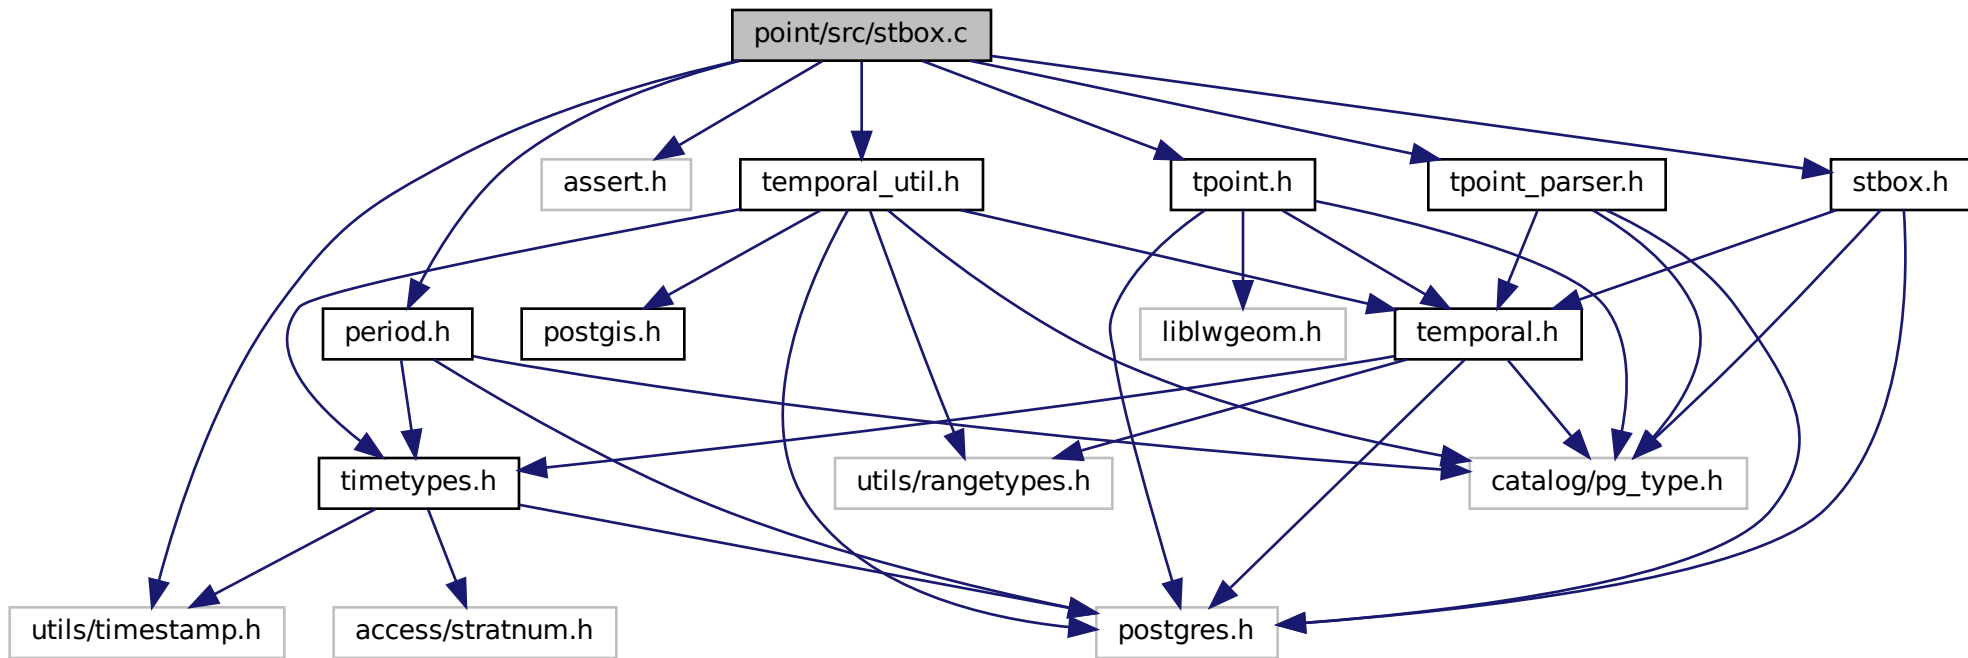 point/src/stbox.c
assert.h
temporal_util.h
tpoint.h
tpoint_parser.h
stbox.h
period.h
postgis.h
liblwgeom.h
temporal.h
timetypes.h
utils/rangetypes.h
catalog/pg_type.h
utils/timestamp.h
access/stratnum.h
postgres.h